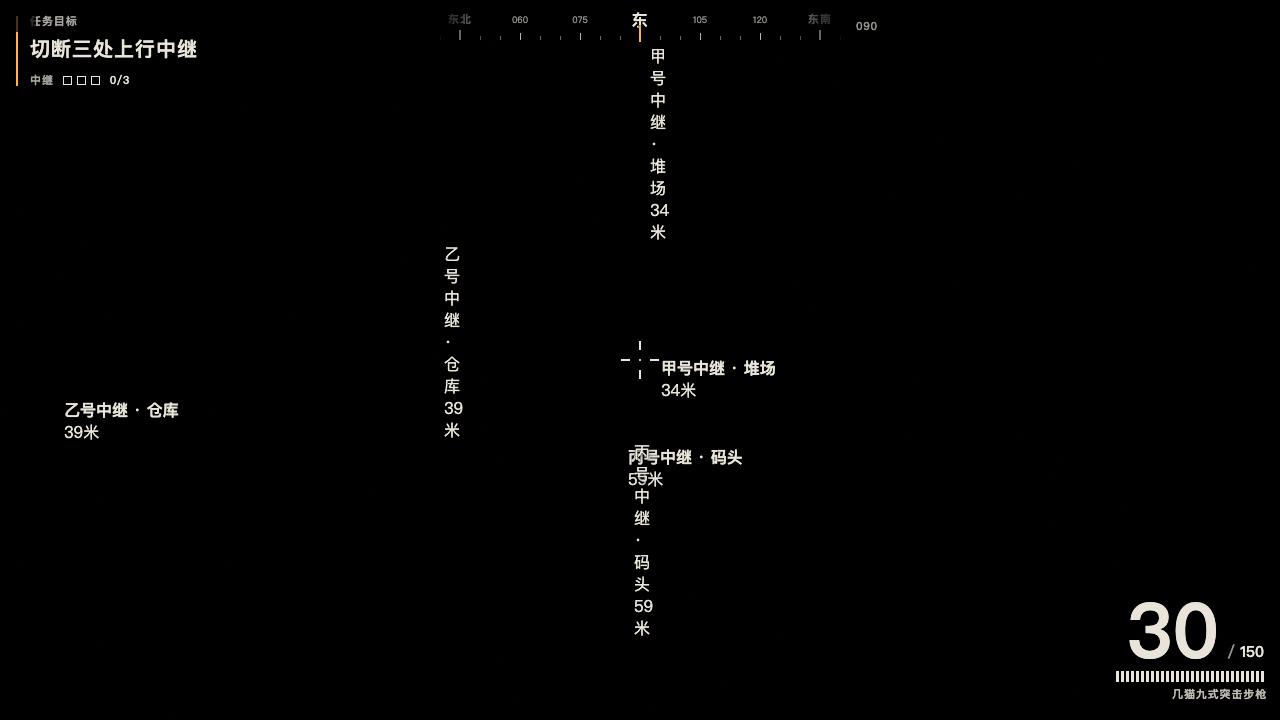 任务目标
切断三处上行中继
中继 0/3
东北 060 075 东 105 120 东南 090
甲号中继·堆场34米
乙号中继·仓库39米
甲号中继 · 堆场
34米
乙号中继 · 仓库
39米
丙号中继 · 码头
59米
丙号中继·码头59米
30 / 150
几猫九式突击步枪